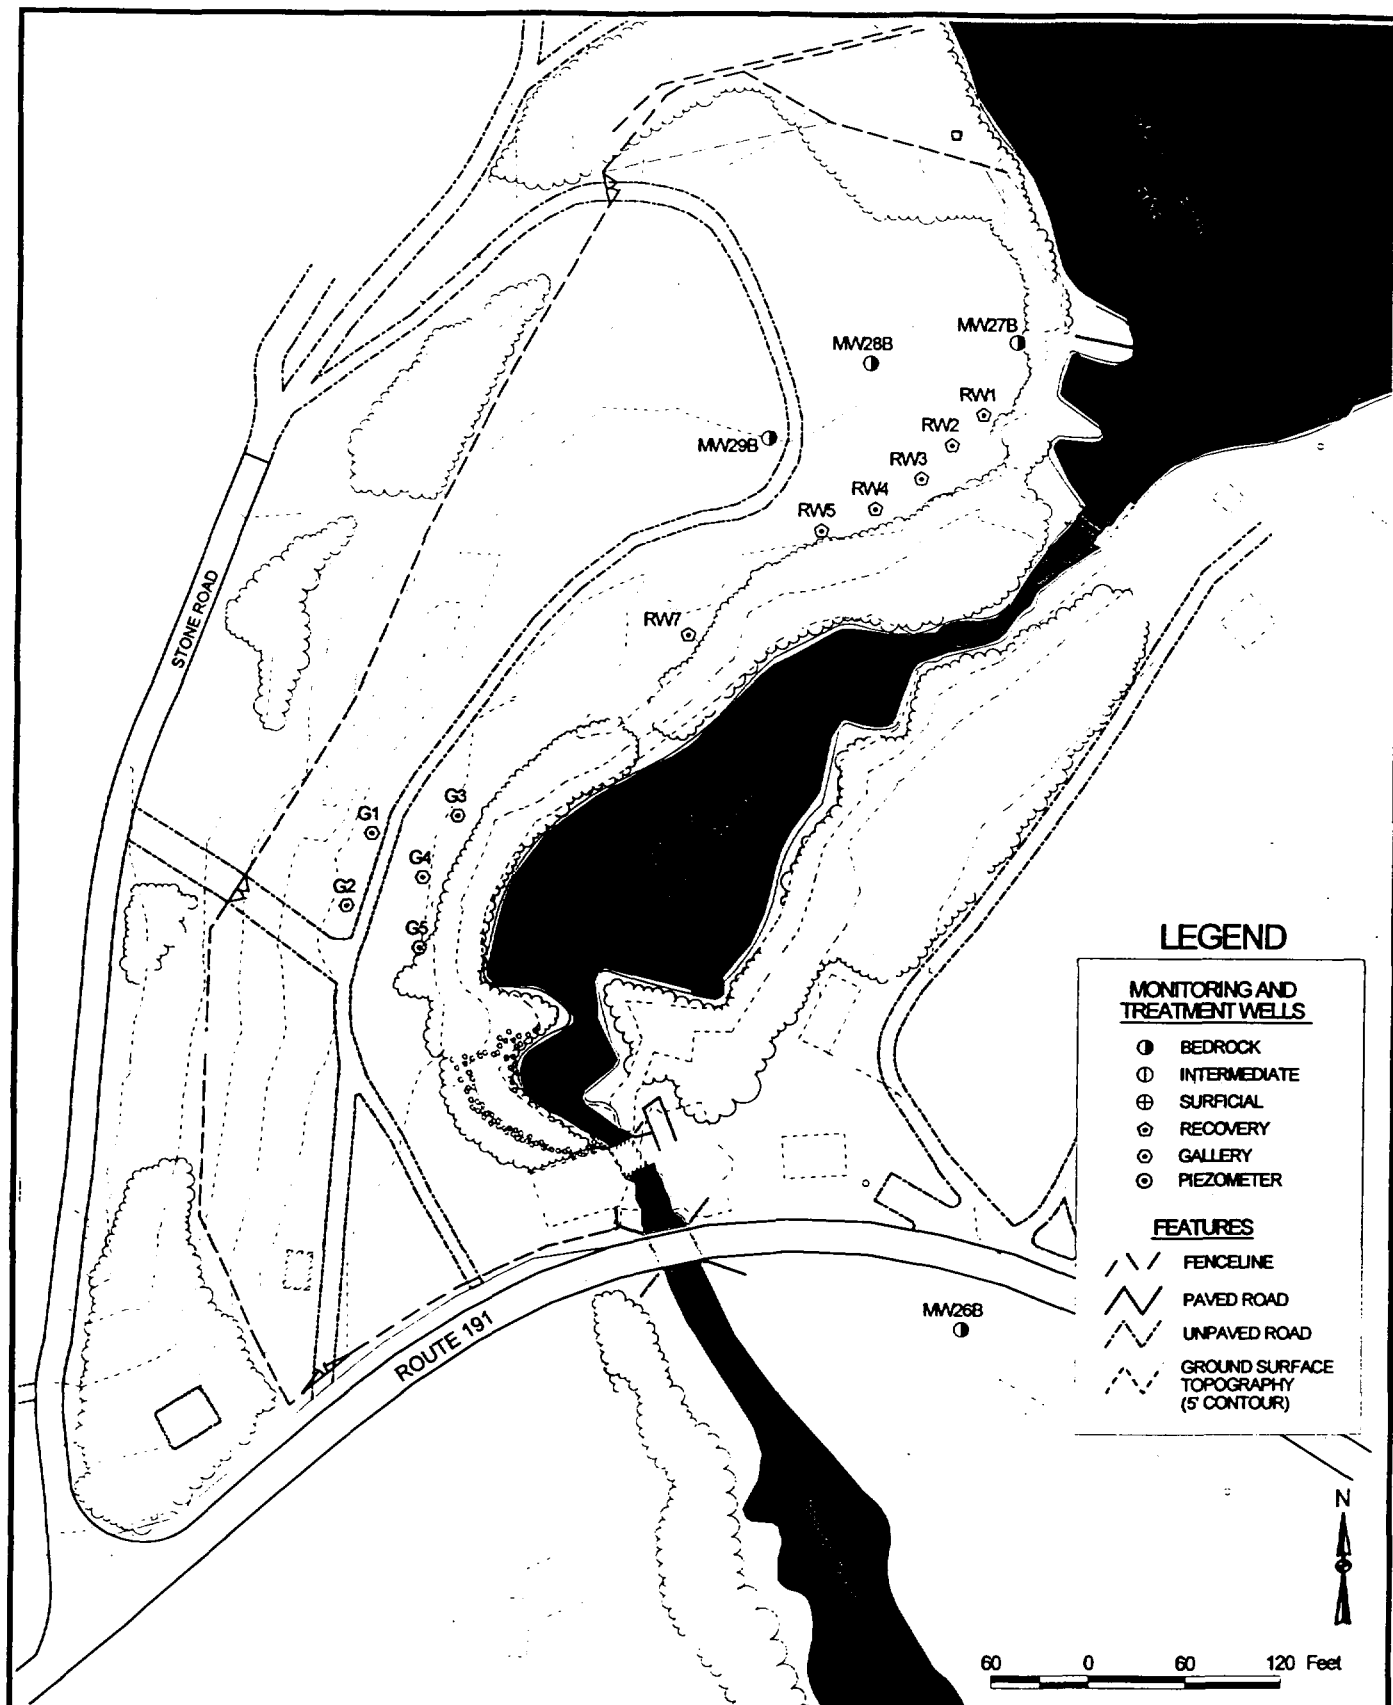 MW27B
MW28B
RW1
RW2
MW29B
RW3
RW4
RW5
STONE ROAD
RW7
G3
G1
G4
G2
G5
LEGEND
MONITORING AND
TREATMENT WELLS
BEDROCK
INTERMEDIATE
SURFICIAL
RECOVERY
GALLERY
PIEZOMETER
FEATURES
FENCELINE
PAVED ROAD
UNPAVED ROAD
GROUND SURFACE
TOPOGRAPHY
(5' CONTOUR)
MW26B
ROUTE 191
N
60 0 60 120 Feet